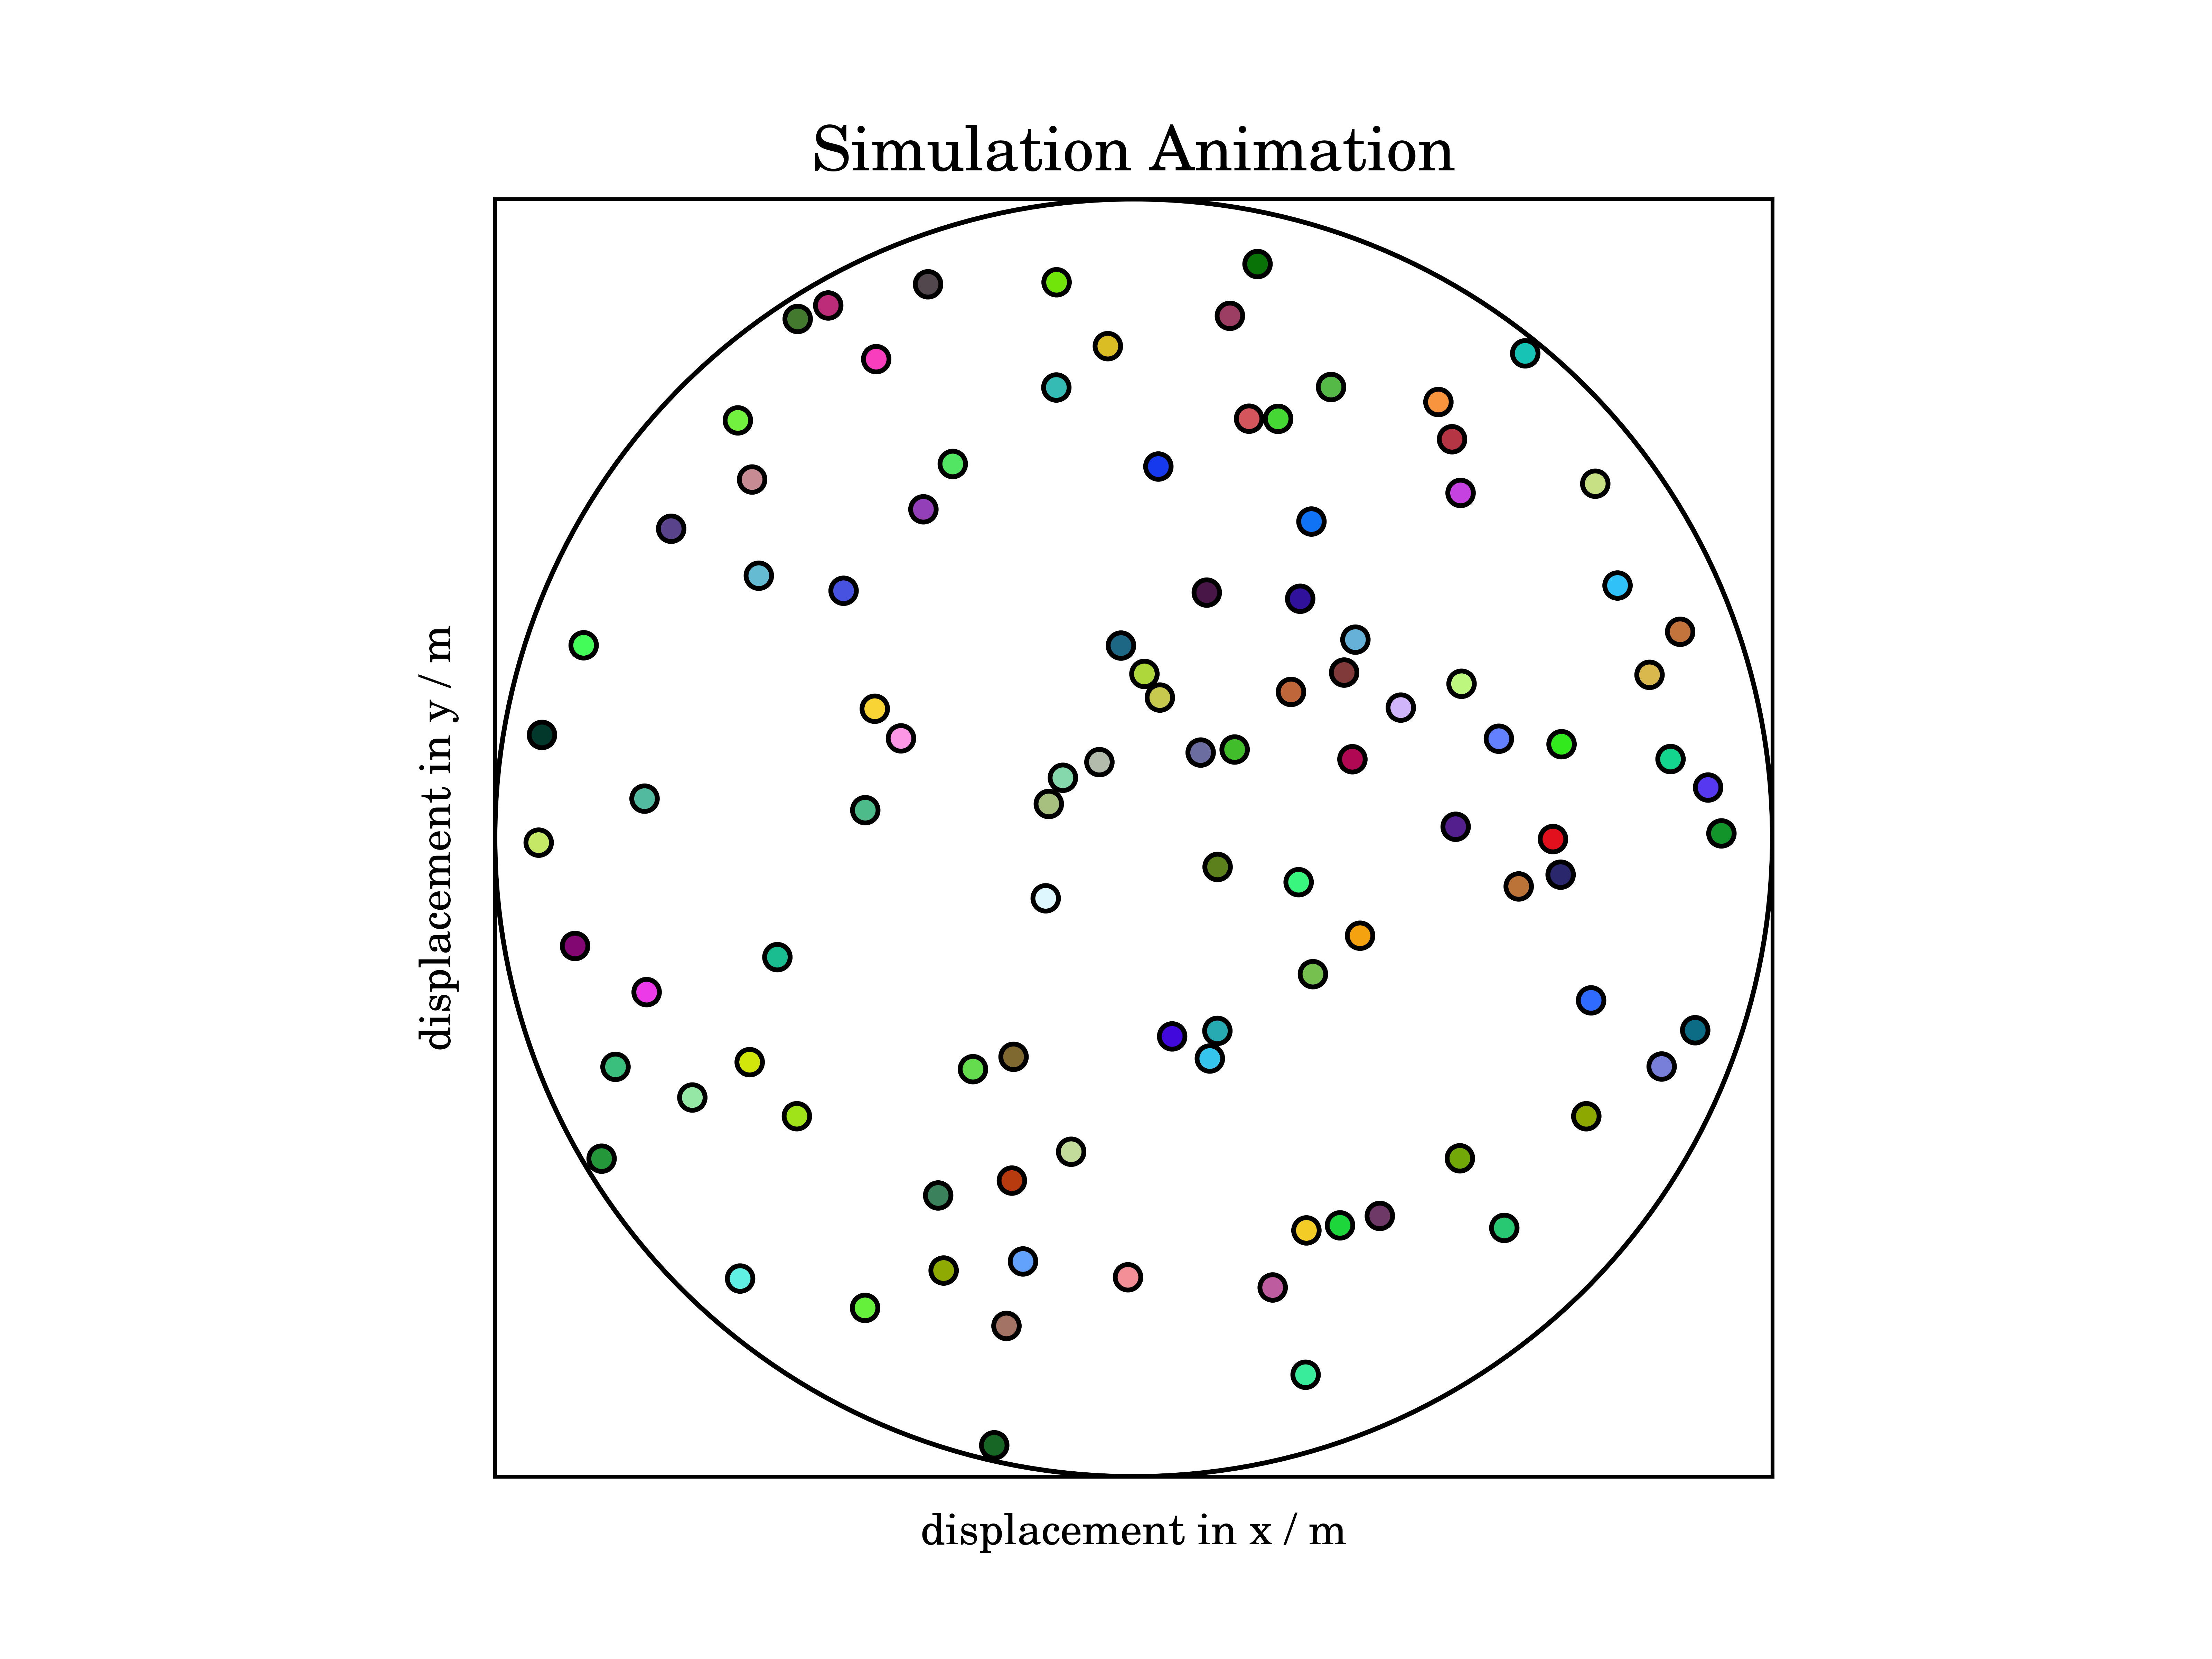 Simulation Animation
displacement in y / m
displacement in x / m